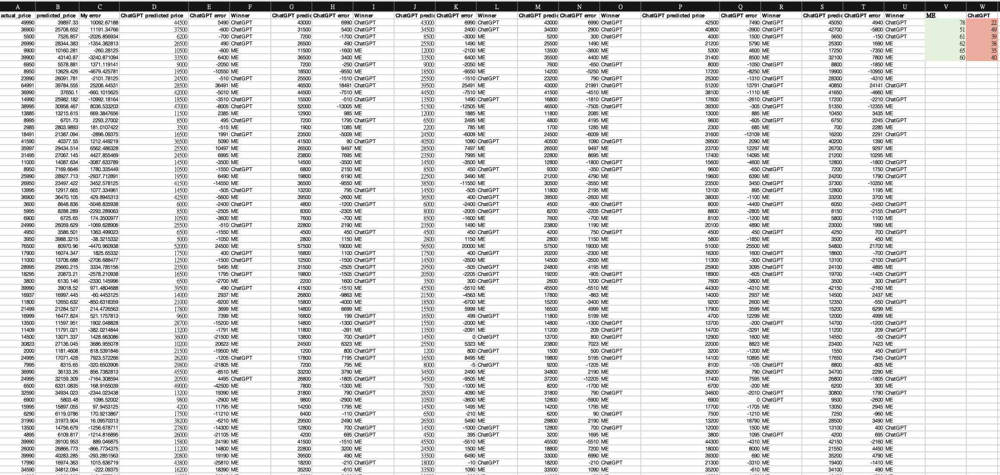 A B C D E F G H I J K L M N O P Q R S T U V W
actual_price predicted_price My error ChatGPT predicted price ChatGPT error Winner ChatGPT predic ChatGPT error Winner ChatGPT predic ChatGPT error Winner ChatGPT predic ChatGPT error Winner ChatGPT predicted price ChatGPT error Winner ChatGPT predic ChatGPT error Winner ME ChatGPT
49990 39897.33 10092.67188 44500 5490 ChatGPT 43000 6990 ChatGPT 43000 6990 ChatGPT 43000 6990 ChatGPT 42500 7490 ChatGPT 45050 4940 ChatGPT 78 22
36900 25708.652 11191.34766 37500 -600 ChatGPT 31500 5400 ChatGPT 34500 2400 ChatGPT 34000 2900 ChatGPT 40800 -3900 ChatGPT 42700 -5800 ChatGPT 51 49
5500 7526.857 -2026.856934 6200 -700 ChatGPT 7200 -1700 ChatGPT 8500 -3000 ME 5200 300 ChatGPT 4000 1500 ChatGPT 5650 -150 ChatGPT 61 39
26990 28344.383 -1354.382813 26500 490 ChatGPT 26500 490 ChatGPT 25500 1490 ME 25500 1490 ME 21200 5790 ME 25300 1690 ME 62 38
9900 10160.281 -260.28125 10500 -600 ME 11500 -1600 ME 12000 -2100 ME 13500 -3600 ME 5300 4600 ME 17250 -7350 ME 65 35
39900 43140.87 -3240.871094 33500 6400 ME 36500 3400 ME 33500 6400 ME 35500 4400 ME 31400 8500 ME 32100 7800 ME 60 40
6950 5578.881 1371.119141 9000 -2050 ME 7200 -250 ChatGPT 9000 -2050 ME 7600 -650 ChatGPT 8000 -1050 ChatGPT 8800 -1850 ME
8950 13629.426 -4679.425781 19500 -10550 ME 18500 -9550 ME 18500 -9550 ME 14200 -5250 ME 17200 -8250 ME 19900 -10950 ME
23990 26091.781 -2101.78125 24500 -510 ChatGPT 25500 -1510 ChatGPT 25500 -1510 ChatGPT 23200 790 ChatGPT 25300 -1310 ChatGPT 28300 -4310 ME
64991 39784.555 25206.44531 28500 36491 ME 46500 18491 ChatGPT 39500 25491 ME 43000 21991 ChatGPT 51200 13791 ChatGPT 40850 24141 ChatGPT
36990 37650.1 -660.1015625 42000 -5010 ME 44500 -7510 ME 44500 -7510 ME 41500 -4510 ME 38100 -1110 ME 41650 -4660 ME
14990 25982.182 -10992.18164 18500 -3510 ChatGPT 15500 -510 ChatGPT 13500 1490 ChatGPT 16800 -1810 ChatGPT 17600 -2610 ChatGPT 17200 -2210 ChatGPT
38995 30958.467 8036.533203 47000 -8005 ChatGPT 52000 -13005 ME 51500 -12505 ME 46500 -7505 ChatGPT 39300 -305 ChatGPT 51350 -12355 ME
13885 13215.615 669.3847656 11500 2385 ME 12900 985 ME 12000 1885 ME 11800 2085 ME 13000 885 ME 10450 3435 ME
8995 6701.73 2293.27002 8500 495 ChatGPT 7200 1795 ChatGPT 6500 2495 ME 4800 4195 ME 9600 -605 ChatGPT 6750 2245 ChatGPT
2985 2803.9893 181.0107422 3500 -515 ME 1900 1085 ME 2200 785 ME 1700 1285 ME 2300 685 ME 700 2285 ME
18491 21387.094 -2896.09375 16500 1991 ChatGPT 23500 -5009 ME 24500 -6009 ME 24500 -6009 ME 31600 -13109 ME 16200 2291 ChatGPT
41590 40377.55 1212.449219 36500 5090 ME 41500 90 ChatGPT 40500 1090 ChatGPT 40500 1090 ChatGPT 39500 2090 ME 40200 1390 ME
35997 29434.514 6562.486328 25500 10497 ME 26500 9497 ME 28500 7497 ME 26500 9497 ME 23700 12297 ME 26700 9297 ME
31495 27067.145 4427.855469 24500 6995 ME 23800 7695 ME 23500 7995 ME 22800 8695 ME 17400 14095 ME 21200 10295 ME
11000 14087.634 -3087.633789 14500 -3500 ME 14500 -3500 ME 14500 -3500 ME 12800 -1800 ChatGPT 15600 -4600 ME 12800 -1800 ChatGPT
8950 7169.6646 1780.335449 10500 -1550 ChatGPT 6800 2150 ME 8500 450 ChatGPT 9300 -350 ChatGPT 9600 -650 ChatGPT 7200 1750 ChatGPT
25990 28927.713 -2937.712891 19500 6490 ME 19800 6190 ME 22500 3490 ME 21200 4790 ME 19600 6390 ME 24200 1790 ChatGPT
26950 23497.422 3452.578125 41500 -14550 ME 36500 -9550 ME 38500 -11550 ME 30500 -3550 ME 23500 3450 ChatGPT 37300 -10350 ME
13995 12917.665 1077.334961 14500 -505 ChatGPT 13200 795 ChatGPT 14500 -505 ChatGPT 11800 2195 ME 13100 895 ChatGPT 12800 1195 ME
36900 36470.105 429.8945313 42500 -5600 ME 39500 -2600 ME 36500 400 ChatGPT 39500 -2600 ME 38000 -1100 ME 33200 3700 ME
3600 8648.836 -5048.835938 6000 -2400 ChatGPT 4800 -1200 ChatGPT 6000 -2400 ChatGPT 4500 -900 ChatGPT 8000 -4400 ChatGPT 6050 -2450 ChatGPT
5995 8288.289 -2293.289063 8500 -2505 ME 8300 -2305 ME 8000 -2005 ChatGPT 8200 -2205 ChatGPT 8800 -2805 ME 8150 -2155 ChatGPT
6900 6725.65 174.3500977 10500 -3600 ME 7600 -700 ME 8500 -1600 ME 7600 -700 ME 8100 -1200 ME 5800 1100 ME
24990 26059.629 -1069.628906 25500 -510 ChatGPT 22800 2190 ME 23500 1490 ME 23800 1190 ME 20100 4890 ME 23000 1990 ME
4950 3586.501 1363.499023 6500 -1550 ME 4500 450 ChatGPT 4500 450 ChatGPT 4200 750 ChatGPT 4500 450 ChatGPT 4250 700 ChatGPT
3950 3988.3215 -38.3215332 5000 -1050 ME 2800 1150 ME 2800 1150 ME 2800 1150 ME 5800 -1850 ME 3500 450 ME
76500 80970.96 -4470.960938 52000 24500 ME 57500 19000 ME 56500 20000 ME 57500 19000 ME 51000 25500 ME 54800 21700 ME
17900 16074.347 1825.65332 17500 400 ChatGPT 16800 1100 ChatGPT 17500 400 ChatGPT 20200 -2300 ME 16300 1600 ChatGPT 18600 -700 ChatGPT
11000 13706.688 -2706.688477 12500 -1500 ChatGPT 12500 -1500 ChatGPT 14500 -3500 ME 14500 -3500 ME 11300 -300 ChatGPT 13100 -2100 ChatGPT
28995 25660.215 3334.785156 23500 5495 ME 31500 -2505 ChatGPT 29500 -505 ChatGPT 24800 4195 ME 25900 3095 ChatGPT 24100 4895 ME
18295 20873.21 -2578.210938 16500 1795 ChatGPT 19800 -1505 ChatGPT 20500 -2205 ChatGPT 19200 -905 ChatGPT 18900 -605 ChatGPT 19700 -1405 ChatGPT
3800 6130.146 -2330.145996 6500 -2700 ME 2200 1600 ChatGPT 3500 300 ChatGPT 2600 1200 ChatGPT 7600 -3800 ME 3500 300 ChatGPT
39990 39018.52 971.4804688 39500 490 ChatGPT 41500 -1510 ME 45500 -5510 ME 45500 -5510 ME 44300 -4310 ME 42150 -2160 ME
16937 16997.445 -60.4453125 14000 2937 ME 26800 -9863 ME 21500 -4563 ME 17800 -863 ME 14000 2937 ME 14500 2437 ME
11800 12650.632 -850.6318359 21000 -9200 ME 15800 -4000 ME 18500 -6700 ME 15200 -3400 ME 9200 2600 ME 12350 -550 ChatGPT
21499 21284.527 214.4726563 17800 3699 ME 14800 6699 ME 15500 5999 ME 16500 4999 ME 17900 3599 ME 15200 6299 ME
16999 16477.824 521.1757813 9600 7399 ME 16800 199 ChatGPT 16500 499 ChatGPT 11800 5199 ME 4700 12299 ME 12000 4999 ME
13500 11597.951 1902.048828 28700 -15200 ME 14800 -1300 ChatGPT 15500 -2000 ME 14800 -1300 ChatGPT 13700 -200 ChatGPT 14700 -1200 ChatGPT
11409 11791.021 -382.0214844 13200 -1791 ME 11800 -391 ME 13500 -2091 ME 11200 209 ChatGPT 14700 -3291 ME 11200 209 ChatGPT
14500 13071.337 1428.663086 36000 -21500 ME 13800 700 ChatGPT 14500 0 ChatGPT 13700 800 ChatGPT 12900 1600 ME 14550 -50 ChatGPT
30823 27136.045 3686.955078 10200 20623 ME 24500 6323 ME 25500 5323 ME 23800 7023 ME 22000 8823 ME 23400 7423 ME
2000 1181.4608 818.5391846 21500 -19500 ME 1200 800 ChatGPT 1200 800 ChatGPT 1500 500 ChatGPT 3200 -1200 ME 1550 450 ChatGPT
24995 17071.428 7923.572266 26200 -1205 ChatGPT 17800 7195 ChatGPT 16500 8495 ME 19800 5195 ChatGPT 14100 10895 ME 17650 7345 ChatGPT
7995 8315.65 -320.6503906 29800 -21805 ME 7200 795 ME 8000 -5 ChatGPT 9200 -1205 ME 8100 -105 ChatGPT 8800 -805 ME
36990 36133.26 856.7382813 45500 -8510 ME 33200 3790 ME 34500 2490 ME 34800 2190 ME 36200 790 ChatGPT 34700 2290 ME
24995 32159.309 -7164.308594 20500 4495 ChatGPT 26800 -1805 ChatGPT 34500 -9505 ME 37200 -12205 ME 17400 7595 ME 26800 -1805 ChatGPT
6500 6331.0835 168.9165039 49000 -42500 ME 7800 -1300 ME 7500 -1000 ME 8200 -1700 ME 6700 -200 ME 6200 300 ME
32590 34934.023 -2344.023438 13200 19390 ME 31800 790 ChatGPT 28500 4090 ME 31800 790 ChatGPT 34600 -2010 ChatGPT 30800 1790 ChatGPT
6900 5803.48 1096.52002 9800 -2900 ME 9800 -2900 ME 10500 -3600 ME 12800 -5900 ME 6900 0 ChatGPT 9500 -2600 ME
15995 15897.055 97.9453125 4200 11795 ME 14200 1795 ME 14500 1495 ME 14200 1795 ME 17700 -1705 ME 13050 2945 ME
6290 6119.0786 170.9213867 17500 -11210 ME 6400 -110 ChatGPT 6500 -210 ME 6200 90 ChatGPT 7500 -1210 ME 7250 -960 ME
31990 31973.904 16.09570313 38200 -6210 ME 29500 2490 ME 26500 5490 ME 29800 2190 ME 13200 18790 ME 28500 3490 ME
13500 14756.679 -1256.678711 27800 -14300 ME 12800 700 ChatGPT 14500 -1000 ChatGPT 12800 700 ChatGPT 12000 1500 ME 13100 400 ChatGPT
4895 6109.817 -1214.816895 26000 -21105 ME 4200 695 ChatGPT 4500 395 ChatGPT 3200 1695 ME 3800 1095 ChatGPT 4200 695 ChatGPT
39990 39100.953 889.046875 15800 24190 ME 41500 -1510 ME 45500 -5510 ME 45500 -5510 ME 44300 -4310 ME 42150 -2160 ME
26000 26866.773 -866.7734375 11200 14800 ME 22800 3200 ME 24500 1500 ME 18800 7200 ME 18000 8000 ME 21550 4450 ME
39990 40283.285 -293.2851563 20800 19190 ME 39500 490 ME 33500 6490 ME 33000 6990 ME 39300 690 ME 35200 4790 ME
17990 16974.363 1015.636719 43800 -25810 ME 18200 -210 ChatGPT 18000 -10 ChatGPT 18200 -210 ChatGPT 21300 -3310 ME 19400 -1410 ME
34590 34812.094 -222.09375 16200 18390 ME 35200 -610 ME 33500 1090 ME 33500 1090 ME 35200 -610 ME 34100 490 ME